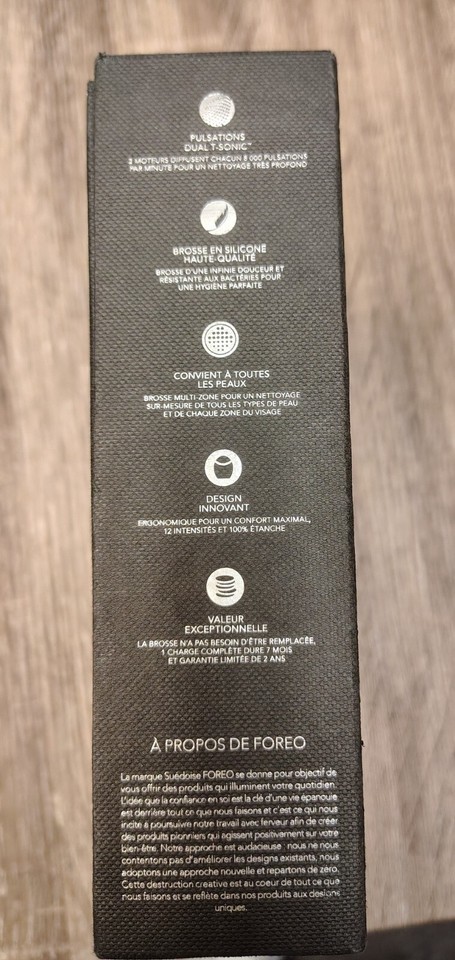 PULSATIONS
DUAL T-SONIC™
2 MOTEURS DIFFUSENT CHACUN 8 000 PULSATIONS
PAR MINUTE POUR UN NETTOYAGE TRÈS PROFOND
BROSSE EN SILICONE
HAUTE-QUALITÉ
BROSSE D'UNE INFINIE DOUCEUR ET
RÉSISTANTE AUX BACTÉRIES POUR
UNE HYGIÈNE PARFAITE
CONVIENT À TOUTES
LES PEAUX
BROSSE MULTI-ZONE POUR UN NETTOYAGE
SUR-MESURE DE TOUS LES TYPES DE PEAU
ET DE CHAQUE ZONE DU VISAGE
DESIGN
INNOVANT
ERGONOMIQUE POUR UN CONFORT MAXIMAL,
12 INTENSITÉS ET 100% ÉTANCHE
VALEUR
EXCEPTIONNELLE
LA BROSSE N'A PAS BESOIN D'ÊTRE REMPLACÉE,
1 CHARGE COMPLÈTE DURE 7 MOIS
ET GARANTIE LIMITÉE DE 2 ANS
À PROPOS DE FOREO
La marque Suédoise FOREO se donne pour objectif de
vous offrir des produits qui illuminent votre quotidien.
L'idée que la confiance en soi est la clé d'une vie épanouie
est derrière tout ce que nous faisons et c'est ce qui nous
incite à poursuivre notre travail avec ferveur afin de créer
des produits pionniers qui agissent positivement sur votre
bien-être. Notre approche est audacieuse : nous ne nous
contentons pas d'améliorer les designs existants, nous
adoptons une approche nouvelle et repartons de zéro.
Cette destruction creative est au coeur de tout ce que
nous faisons et se reflète dans nos produits aux designs
uniques.